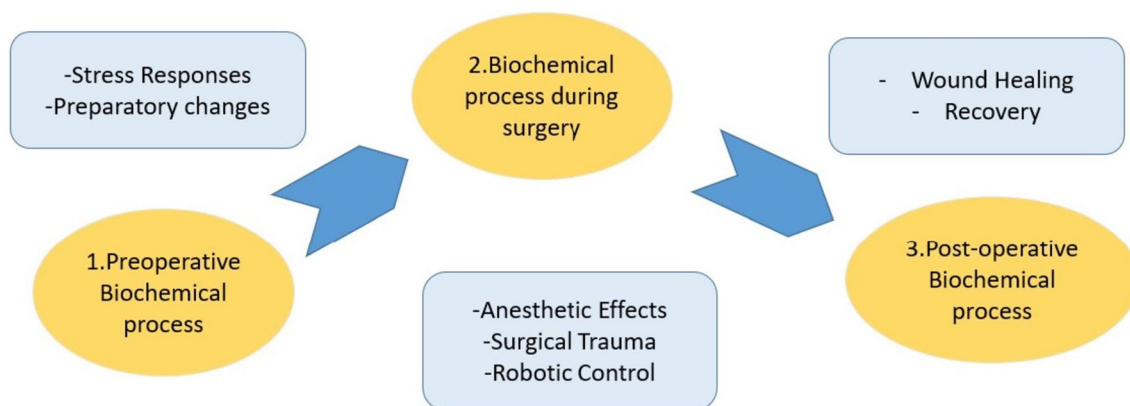 -Stress Responses
-Preparatory changes
1.Preoperative
Biochemical
process
2.Biochemical
process during
surgery
-Anesthetic Effects
-Surgical Trauma
-Robotic Control
- Wound Healing
- Recovery
3.Post-operative
Biochemical
process